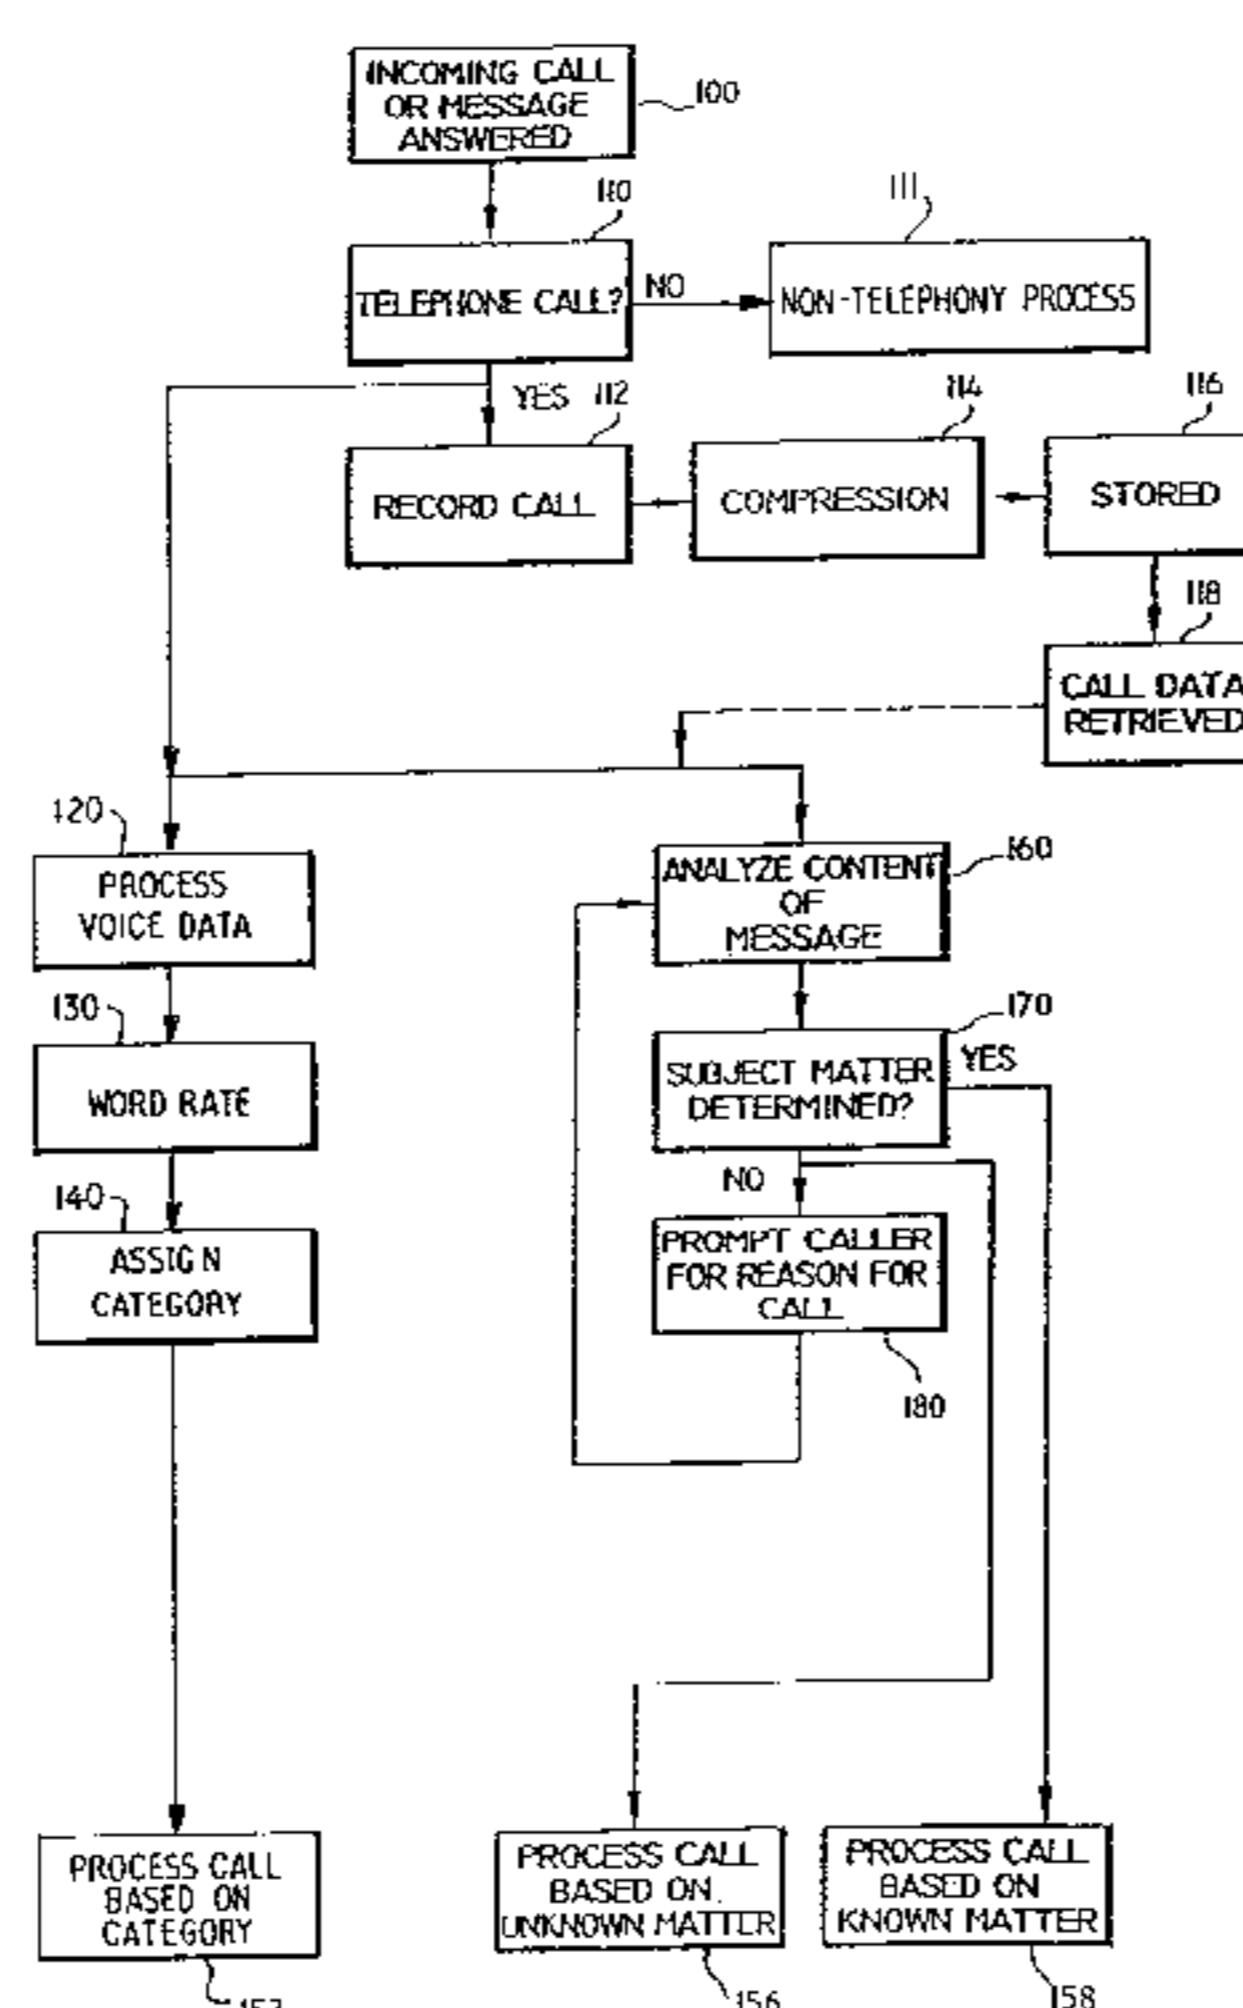 INCOMING CALL
OR MESSAGE
ANSWERED
100
110
TELEPHONE CALL?
NO
111
NON-TELEPHONY PROCESS
YES
112
RECORD CALL
114
COMPRESSION
116
STORED
118
CALL DATA
RETRIEVED
120
PROCESS
VOICE DATA
160
ANALYZE CONTENT
OF
MESSAGE
130
WORD RATE
170
SUBJECT MATTER
DETERMINED?
YES
NO
140
ASSIGN
CATEGORY
PROMPT CALLER
FOR REASON FOR
CALL
180
PROCESS CALL
BASED ON
CATEGORY
PROCESS CALL
BASED ON
UNKNOWN MATTER
156
PROCESS CALL
BASED ON
KNOWN MATTER
158